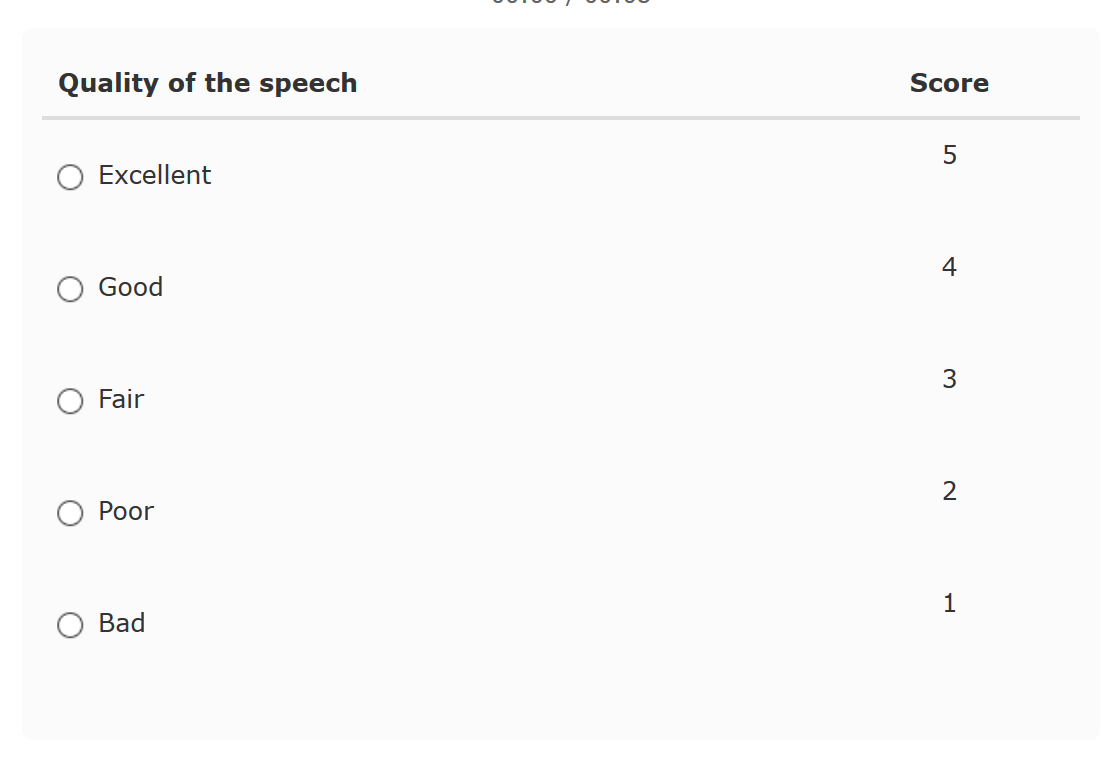 Quality of the speech Score
Excellent 5
Good 4
Fair 3
Poor 2
Bad 1